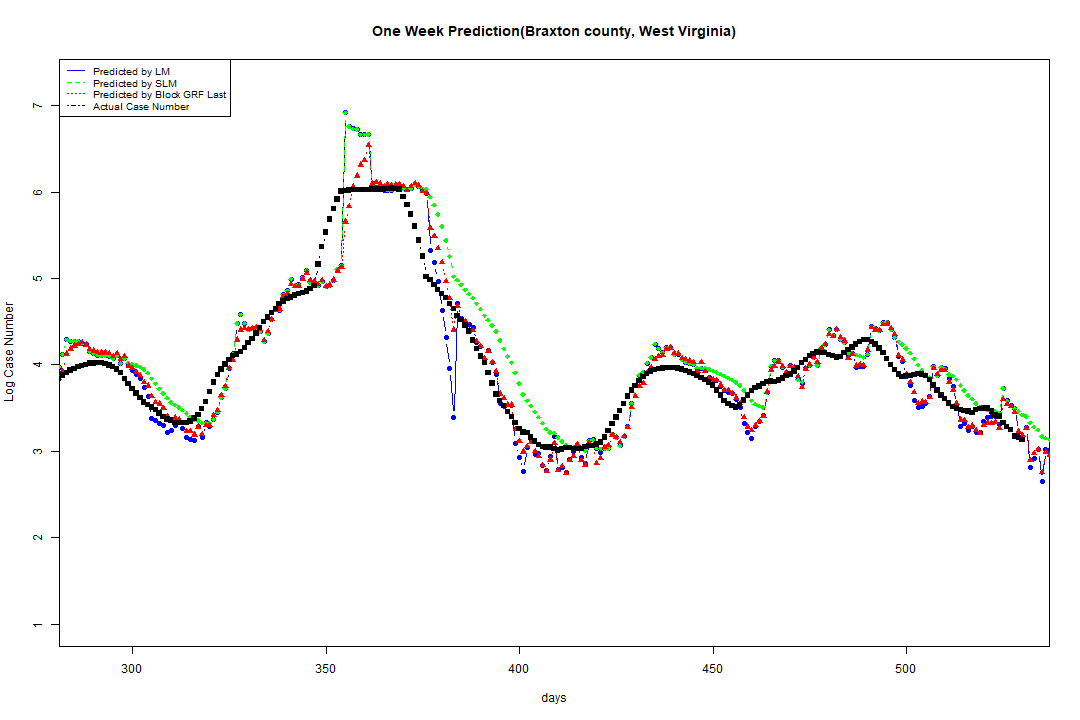 One Week Prediction(Braxton county, West Virginia)
Predicted by LM
Predicted by SLM
Predicted by Block GRF Last
Actual Case Number
7
6
5
4
3
2
1
Log Case Number
300 350 400 450 500
days